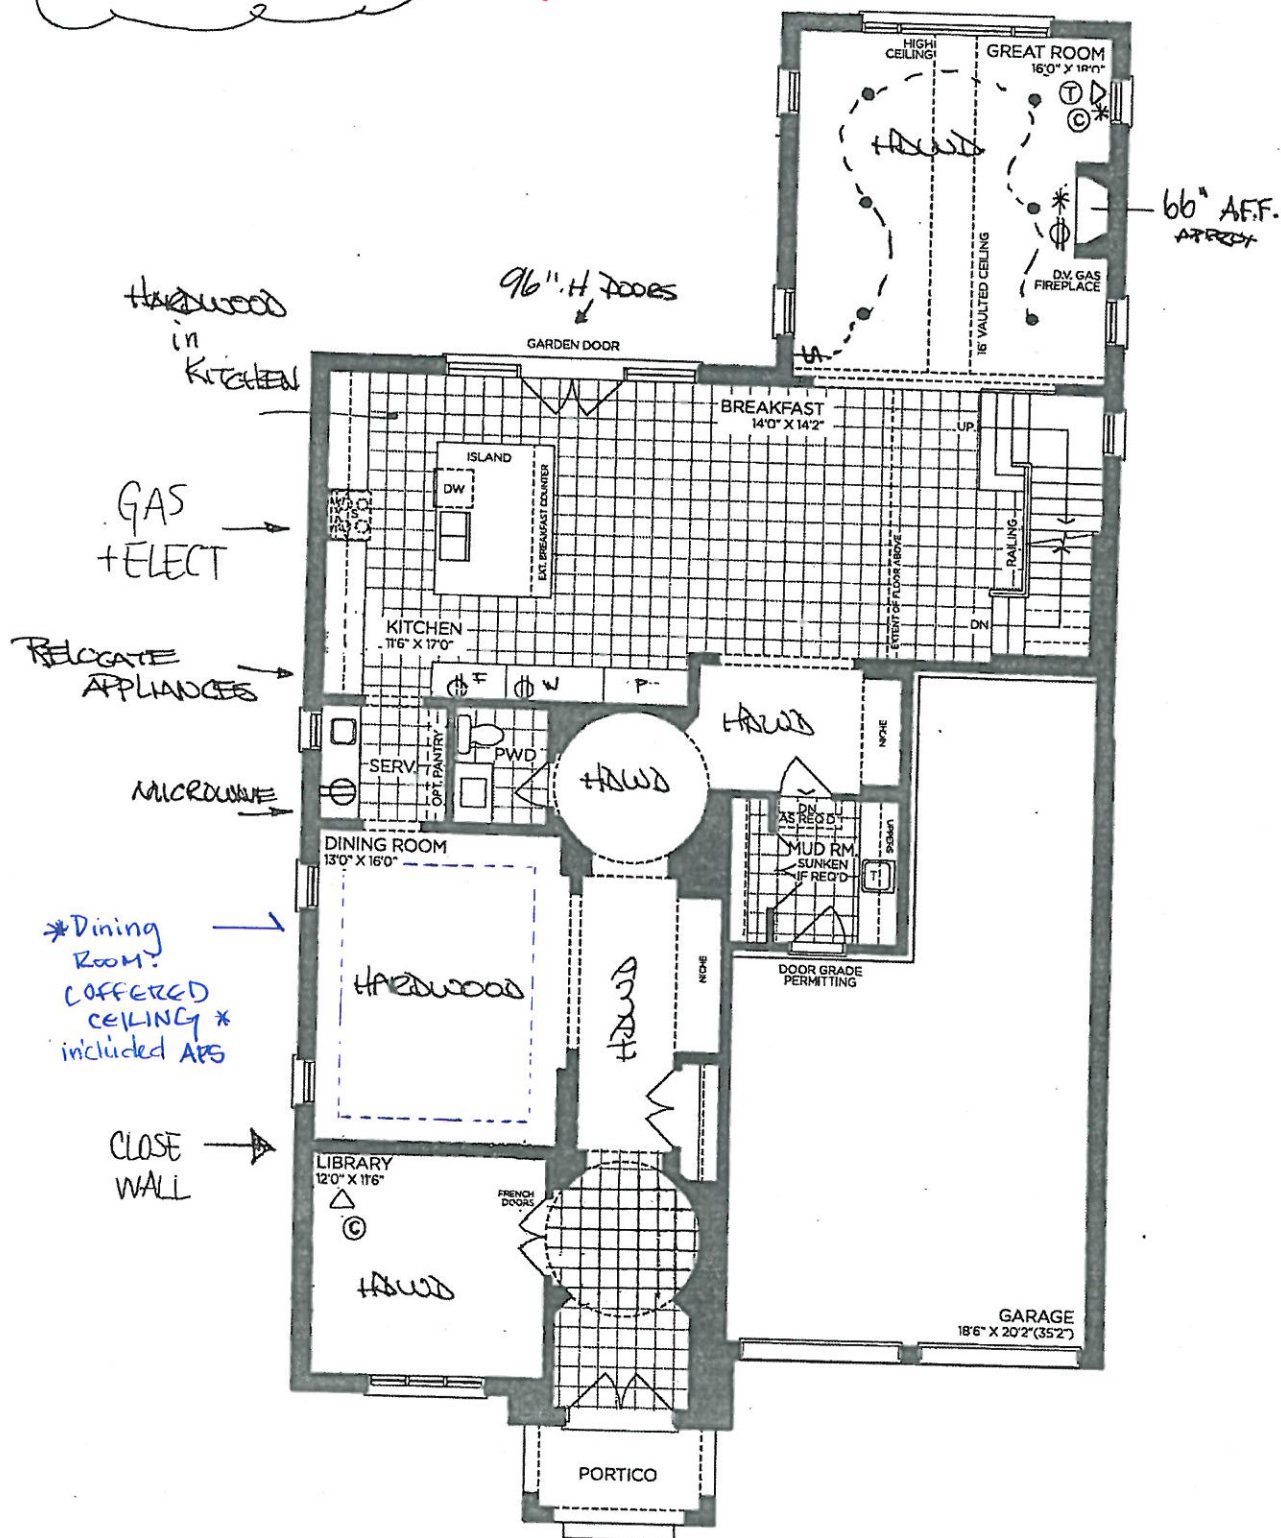 HIGH
CEILING
GREAT ROOM
16'0" X 18'0"
T
C
*
HDWD
*
66" A.F.F.
APPROX
16' VAULTED CEILING
D.V. GAS
FIREPLACE
HARDWOOD
in
KITCHEN
96" H DOORS
GARDEN DOOR
BREAKFAST
14'0" X 14'2"
UP
ISLAND
DW
EXT. BREAKFAST COUNTER
GAS
+ELECT
S
RAILING
EXTENT OF FLOOR ABOVE
KITCHEN
11'6" X 17'0"
DN
RELOCATE
APPLIANCES
F
W
P
HDWD
NICHE
SERV.
OPT. PANTRY
PWD
HDWD
MICROWAVE
DN
AS REQ'D
MUD RM.
SUNKEN
IF REQ'D
UPPERS
T
DINING ROOM
13'0" X 16'0"
*Dining
ROOM:
COFFERED
CEILING *
included APS
HARDWOOD
HDWD
NICHE
DOOR GRADE
PERMITTING
CLOSE
WALL
LIBRARY
12'0" X 11'6"
C
FRENCH
DOORS
HDWD
GARAGE
18'6" X 20'2"(35'2")
PORTICO